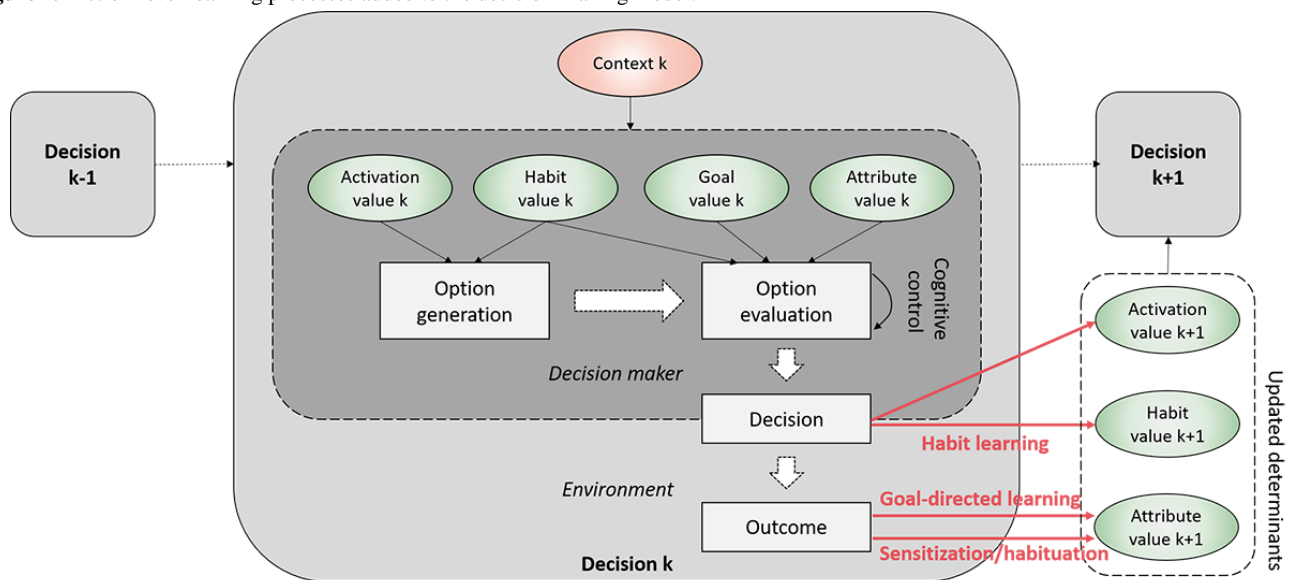 Context k
Decision
k-1
Decision
k+1
Activation
value k
Habit
value k
Goal
value k
Attribute
value k
Option
generation
Option
evaluation
Cognitive
control
Decision maker
Decision
Habit learning
Environment
Outcome
Goal-directed learning
Sensitization/habituation
Decision k
Activation
value k+1
Habit
value k+1
Attribute
value k+1
Updated determinants